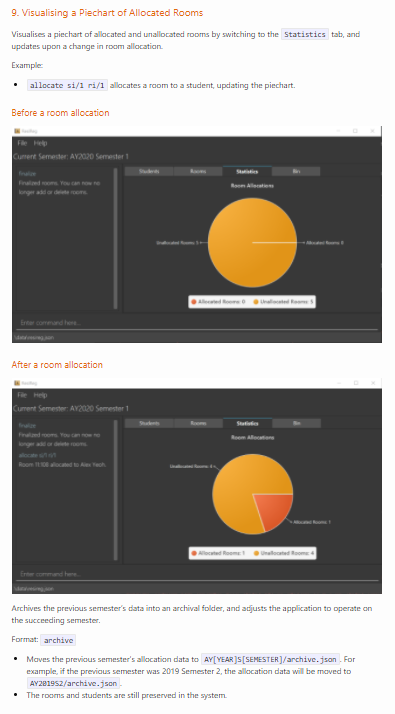 9. Visualising a Piechart of Allocated Rooms
Visualises a piechart of allocated and unallocated rooms by switching to the Statistics tab, and
updates upon a change in room allocation.
Example:
• allocate si/1 ri/1 allocates a room to a student, updating the piechart.
Before a room allocation
File Help
Current Semester: AY2020 Semester 1
finalize
Finalized rooms. You can now no
longer add or delete rooms.
Students Rooms Statistics Bin
Room Allocations
Unallocated Rooms: 5
Allocated Rooms: 0
Allocated Rooms: 0 Unallocated Rooms: 5
Enter command here...
After a room allocation
File Help
Current Semester: AY2020 Semester 1
finalize
Finalized rooms. You can now no
longer add or delete rooms.
allocate si/1 ri/1
allocated to Alex Yeoh.
Students Rooms Statistics Bin
Room Allocations
Unallocated Rooms: 4
Allocated Rooms: 1
Allocated Rooms: 1 Unallocated Rooms: 4
Enter command here...
Archives the previous semester's data into an archival folder, and adjusts the application to operate on
the succeeding semester.
Format: archive
• Moves the previous semester's allocation data to AY[YEAR]S[SEMESTER]/archive.json . For
example, if the previous semester was 2019 Semester 2, the allocation data will be moved to
AY2019S2/archive.json .
• The rooms and students are still preserved in the system.